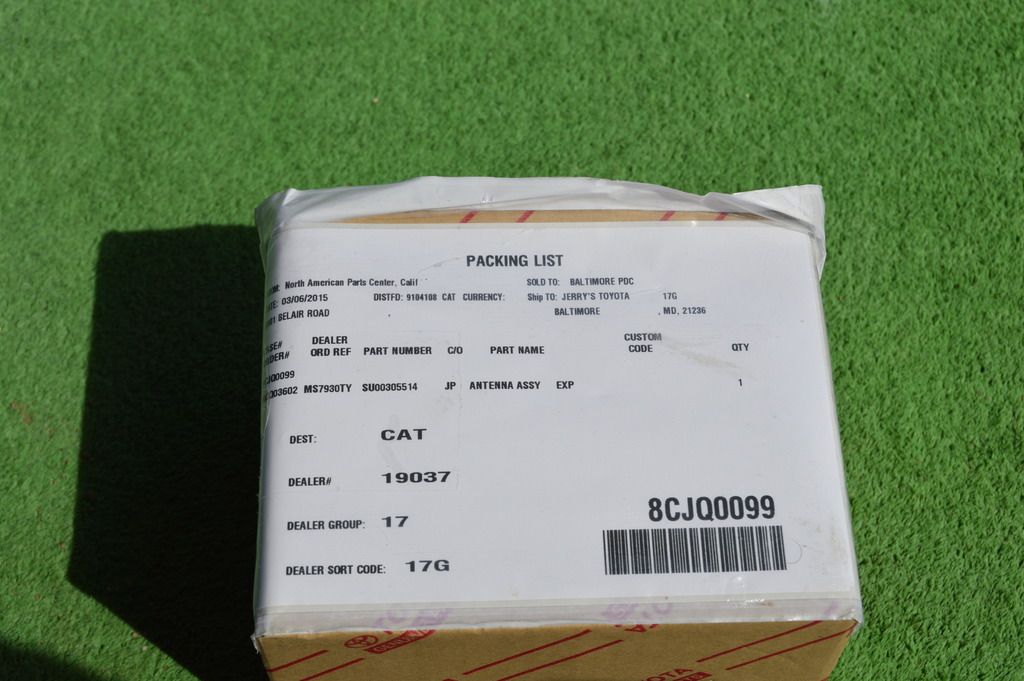 PACKING LIST
North American Parts Center, Calif SOLD TO: BALTIMORE PDC
03/06/2015 DISTFD: 9104108 CAT CURRENCY: Ship TO: JERRY'S TOYOTA 17G
BELAIR ROAD BALTIMORE , MD, 21236
DEALER CUSTOM
ORD REF PART NUMBER C/O PART NAME CODE QTY
CJQ0099
MS7930TY SU00305514 JP ANTENNA ASSY EXP 1
DEST: CAT
DEALER# 19037
8CJQ0099
DEALER GROUP: 17
DEALER SORT CODE: 17G